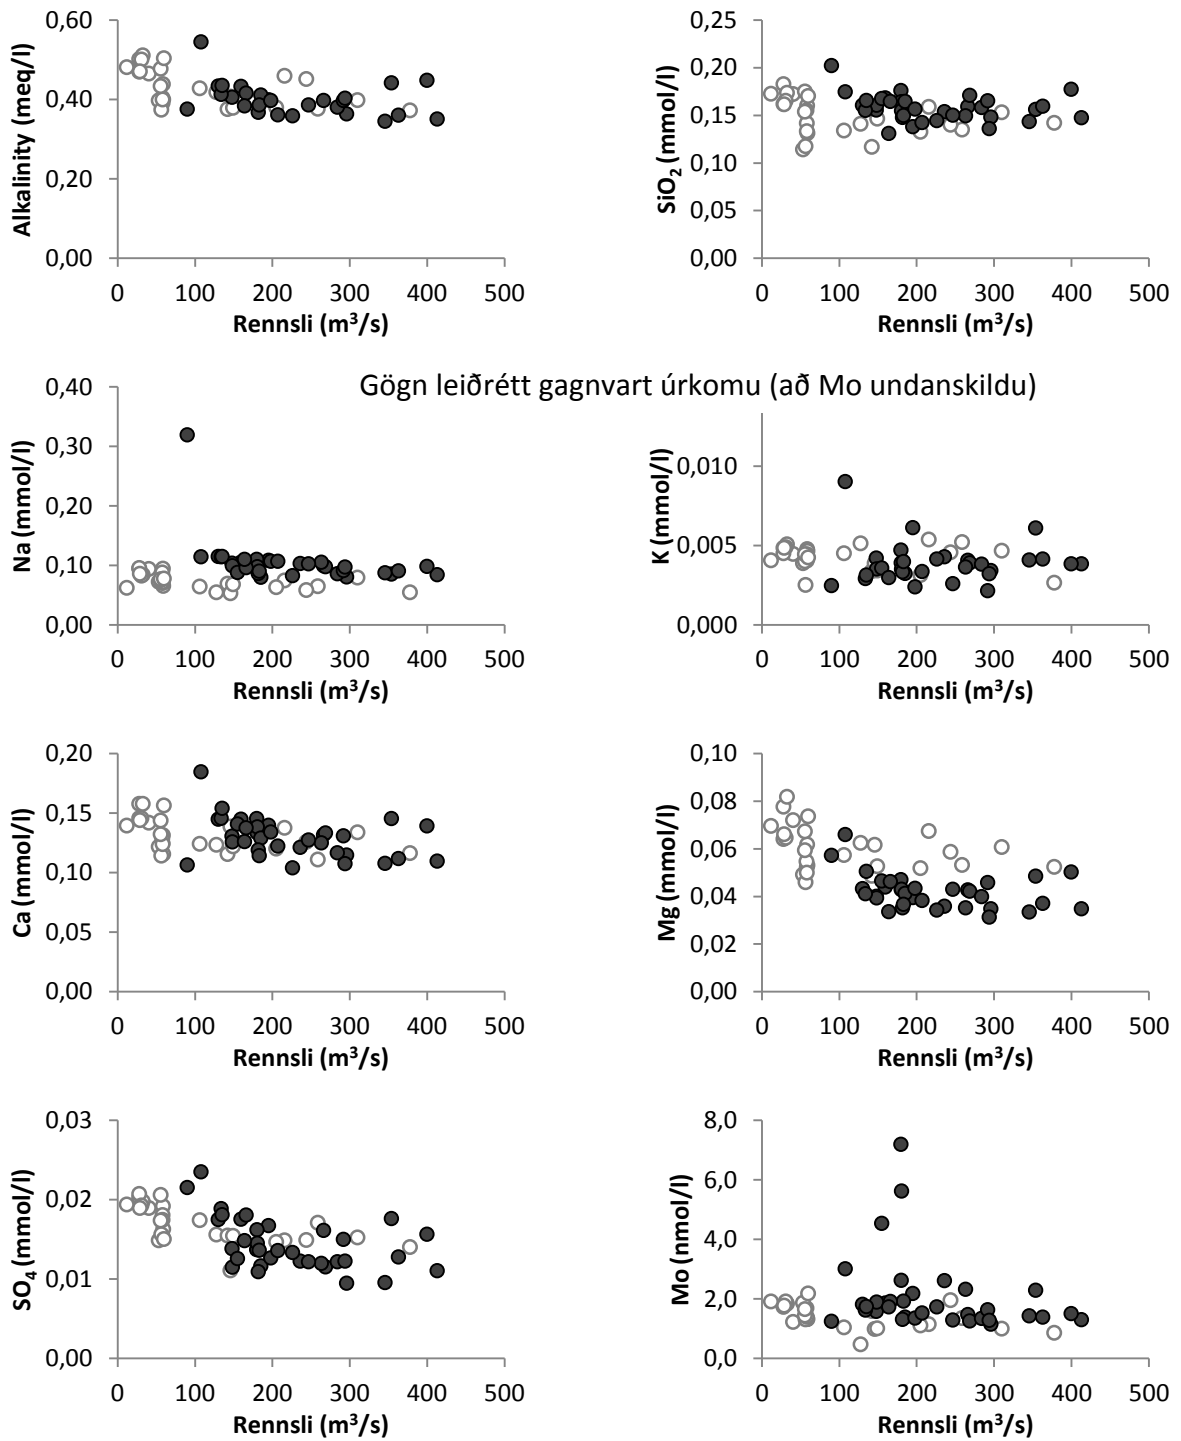 0,60
0,40
0,20
0,00
Alkalinity (meq/l)
0 100 200 300 400 500
Rennsli (m³/s)
0,25
0,20
0,15
0,10
0,05
0,00
SiO₂ (mmol/l)
0 100 200 300 400 500
Rennsli (m³/s)
Gögn leiðrétt gagnvart úrkomu (að Mo undanskildu)
0,40
0,30
0,20
0,10
0,00
Na (mmol/l)
0 100 200 300 400 500
Rennsli (m³/s)
0,010
0,005
0,000
K (mmol/l)
0 100 200 300 400 500
Rennsli (m³/s)
0,20
0,15
0,10
0,05
0,00
Ca (mmol/l)
0 100 200 300 400 500
Rennsli (m³/s)
0,10
0,08
0,06
0,04
0,02
0,00
Mg (mmol/l)
0 100 200 300 400 500
Rennsli (m³/s)
0,03
0,02
0,01
0,00
SO₄ (mmol/l)
0 100 200 300 400 500
Rennsli (m³/s)
8,0
6,0
4,0
2,0
0,0
Mo (nmol/l)
0 100 200 300 400 500
Rennsli (m³/s)